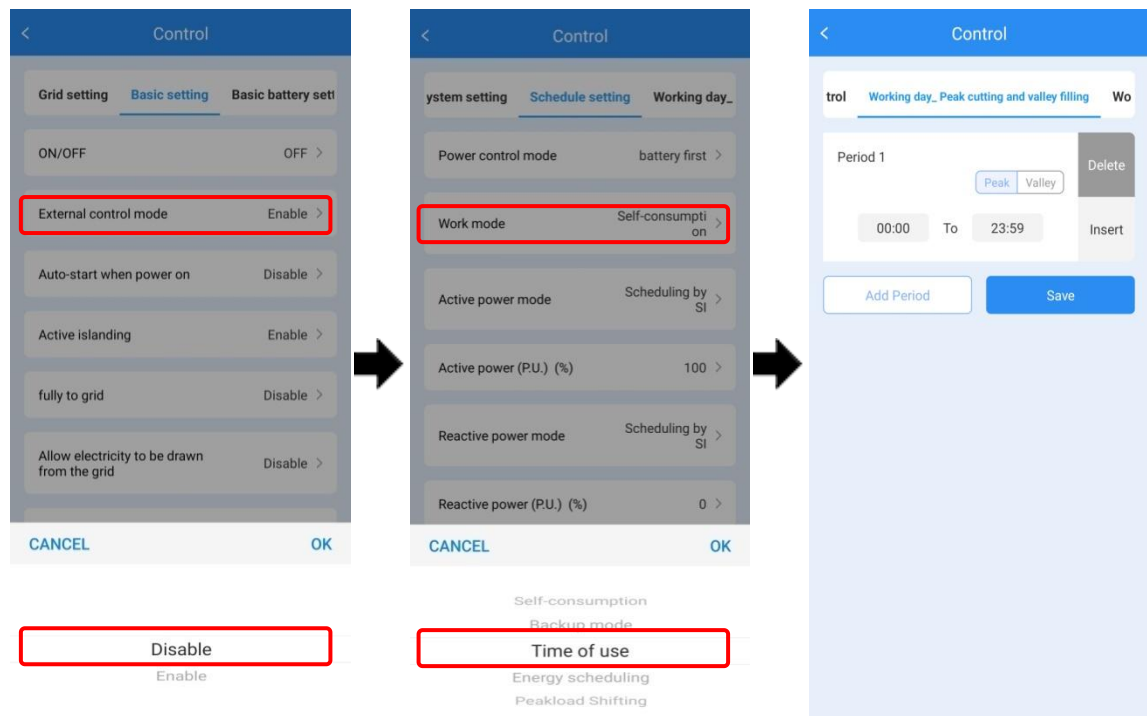 Control
Grid setting Basic setting Basic battery sett
ON/OFF OFF
External control mode Enable
Auto-start when power on Disable
Active islanding Enable
fully to grid Disable
Allow electricity to be drawn
from the grid Disable
CANCEL OK
Disable
Enable
Control
ystem setting Schedule setting Working day_
Power control mode battery first
Work mode Self-consumpti
on
Active power mode Scheduling by
SI
Active power (P.U.) (%) 100
Reactive power mode Scheduling by
SI
Reactive power (P.U.) (%) 0
CANCEL OK
Self-consumption
Backup mode
Time of use
Energy scheduling
Peakload Shifting
Control
trol Working day_ Peak cutting and valley filling Wo
Period 1 Delete
Peak Valley
00:00 To 23:59 Insert
Add Period Save